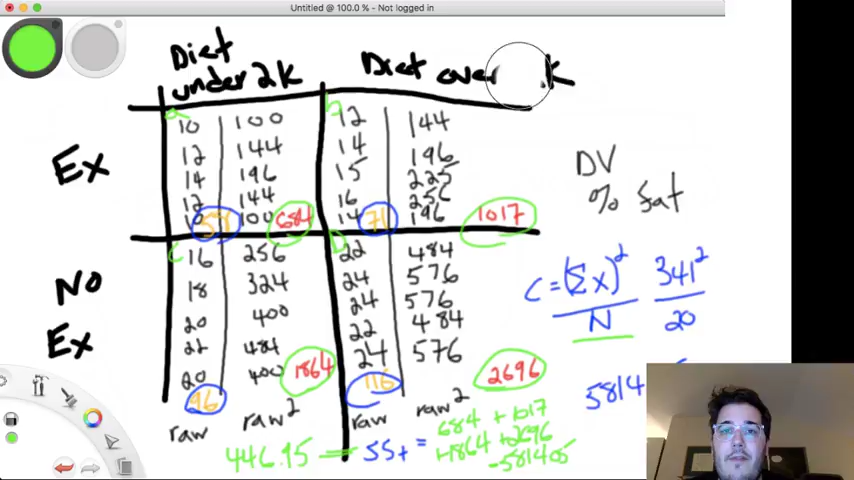 Untitled @ 100.0 % - Not logged in
Diet under 2K
Diet over K
a
b
10 100 12 144
12 144 14 196
Ex
14 196 15 225
12 144 16 256
10 100 14 196
58 684 71 1017
DV
% fat
c
D
16 256 22 484
No
18 324 24 576
20 400 24 576
Ex
22 484 22 484
20 400 24 576
96 1864 116 2696
raw raw² raw raw²
C = (Σx)² 341²
N 20
5814
446.95 = SSt =
684 + 1017
+1864 + 2696
-5814.05